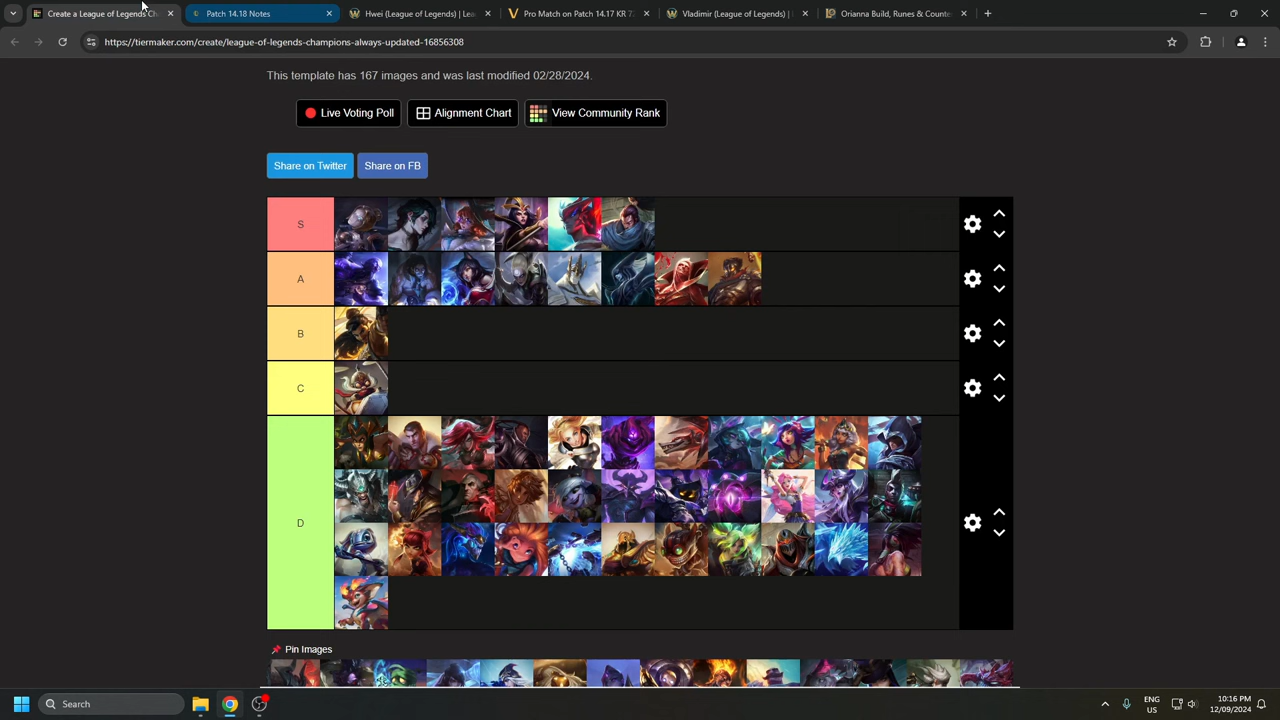 Create a League of Legends Ch
Patch 14.18 Notes
Hwei (League of Legends) | Lea
Pro Match on Patch 14.17 KR 7
Vladimir (League of Legends) |
Orianna Build, Runes & Counte
https://tiermaker.com/create/league-of-legends-champions-always-updated-16856308
This template has 167 images and was last modified 02/28/2024.
Live Voting Poll
Alignment Chart
View Community Rank
Share on Twitter
Share on FB
S
A
B
C
D
Pin Images
Search
ENG
US
10:16 PM
12/09/2024